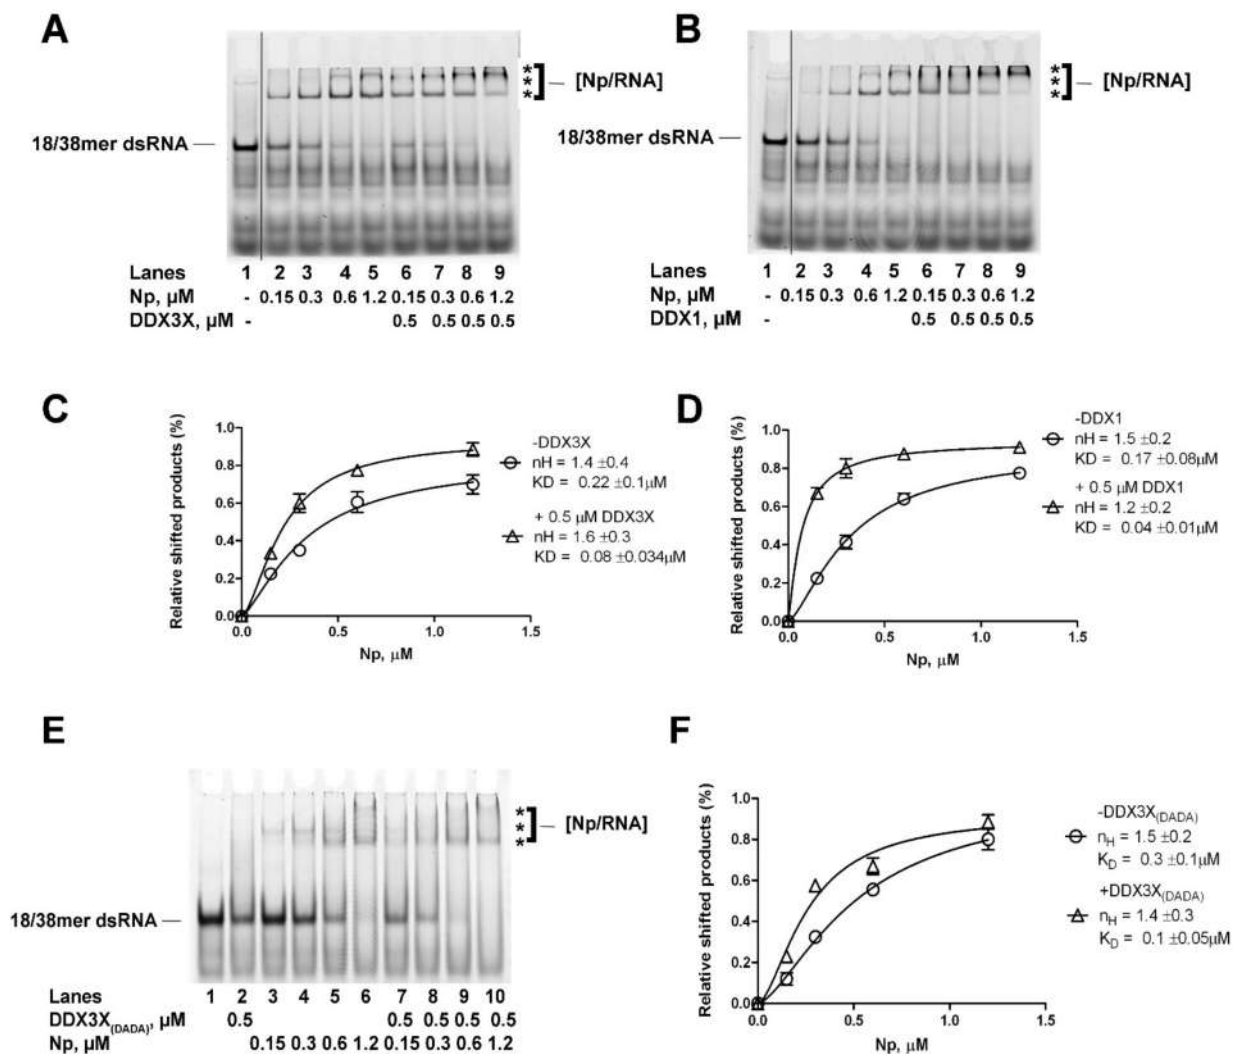 A
* * *
[Np/RNA]
18/38mer dsRNA
Lanes 1 2 3 4 5 6 7 8 9
Np, µM - 0.15 0.3 0.6 1.2 0.15 0.3 0.6 1.2
DDX3X, µM - 0.5 0.5 0.5 0.5
B
* * *
[Np/RNA]
18/38mer dsRNA
Lanes 1 2 3 4 5 6 7 8 9
Np, µM - 0.15 0.3 0.6 1.2 0.15 0.3 0.6 1.2
DDX1, µM - 0.5 0.5 0.5 0.5
C
Relative shifted products (%)
1.0
0.8
0.6
0.4
0.2
0.0
0.0 0.5 1.0 1.5
Np, µM
-DDX3X
nH = 1.4 ±0.4
KD = 0.22 ±0.1µM
+ 0.5 µM DDX3X
nH = 1.6 ±0.3
KD = 0.08 ±0.034µM
D
Relative shifted products (%)
1.0
0.8
0.6
0.4
0.2
0.0
0.0 0.5 1.0 1.5
Np, µM
-DDX1
nH = 1.5 ±0.2
KD = 0.17 ±0.08µM
+ 0.5 µM DDX1
nH = 1.2 ±0.2
KD = 0.04 ±0.01µM
E
* * *
[Np/RNA]
18/38mer dsRNA
Lanes 1 2 3 4 5 6 7 8 9 10
DDX3X(DADA), µM 0.5 0.5 0.5 0.5 0.5
Np, µM 0.15 0.3 0.6 1.2 0.15 0.3 0.6 1.2
F
Relative shifted products (%)
1.0
0.8
0.6
0.4
0.2
0.0
0.0 0.5 1.0 1.5
Np, µM
-DDX3X(DADA)
nH = 1.5 ±0.2
KD = 0.3 ±0.1µM
+DDX3X(DADA)
nH = 1.4 ±0.3
KD = 0.1 ±0.05µM